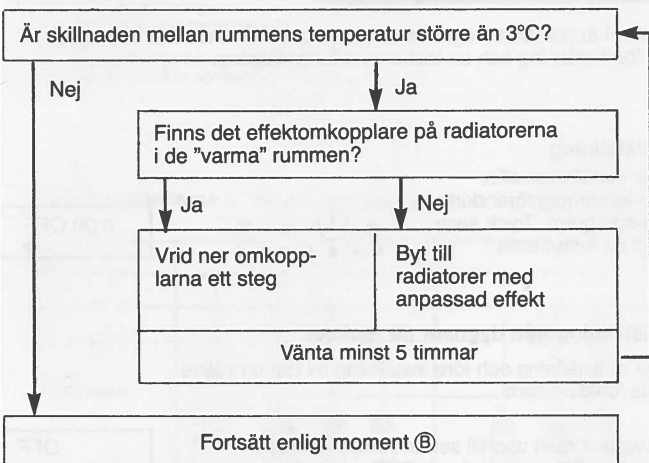 Är skillnaden mellan rummens temperatur större än 3°C?
Nej
Ja
Finns det effektomkopplare på radiatorerna
i de "varma" rummen?
Ja
Nej
Vrid ner omkopp-
larna ett steg
Byt till
radiatorer med
anpassad effekt
Vänta minst 5 timmar
Fortsätt enligt moment Ⓑ